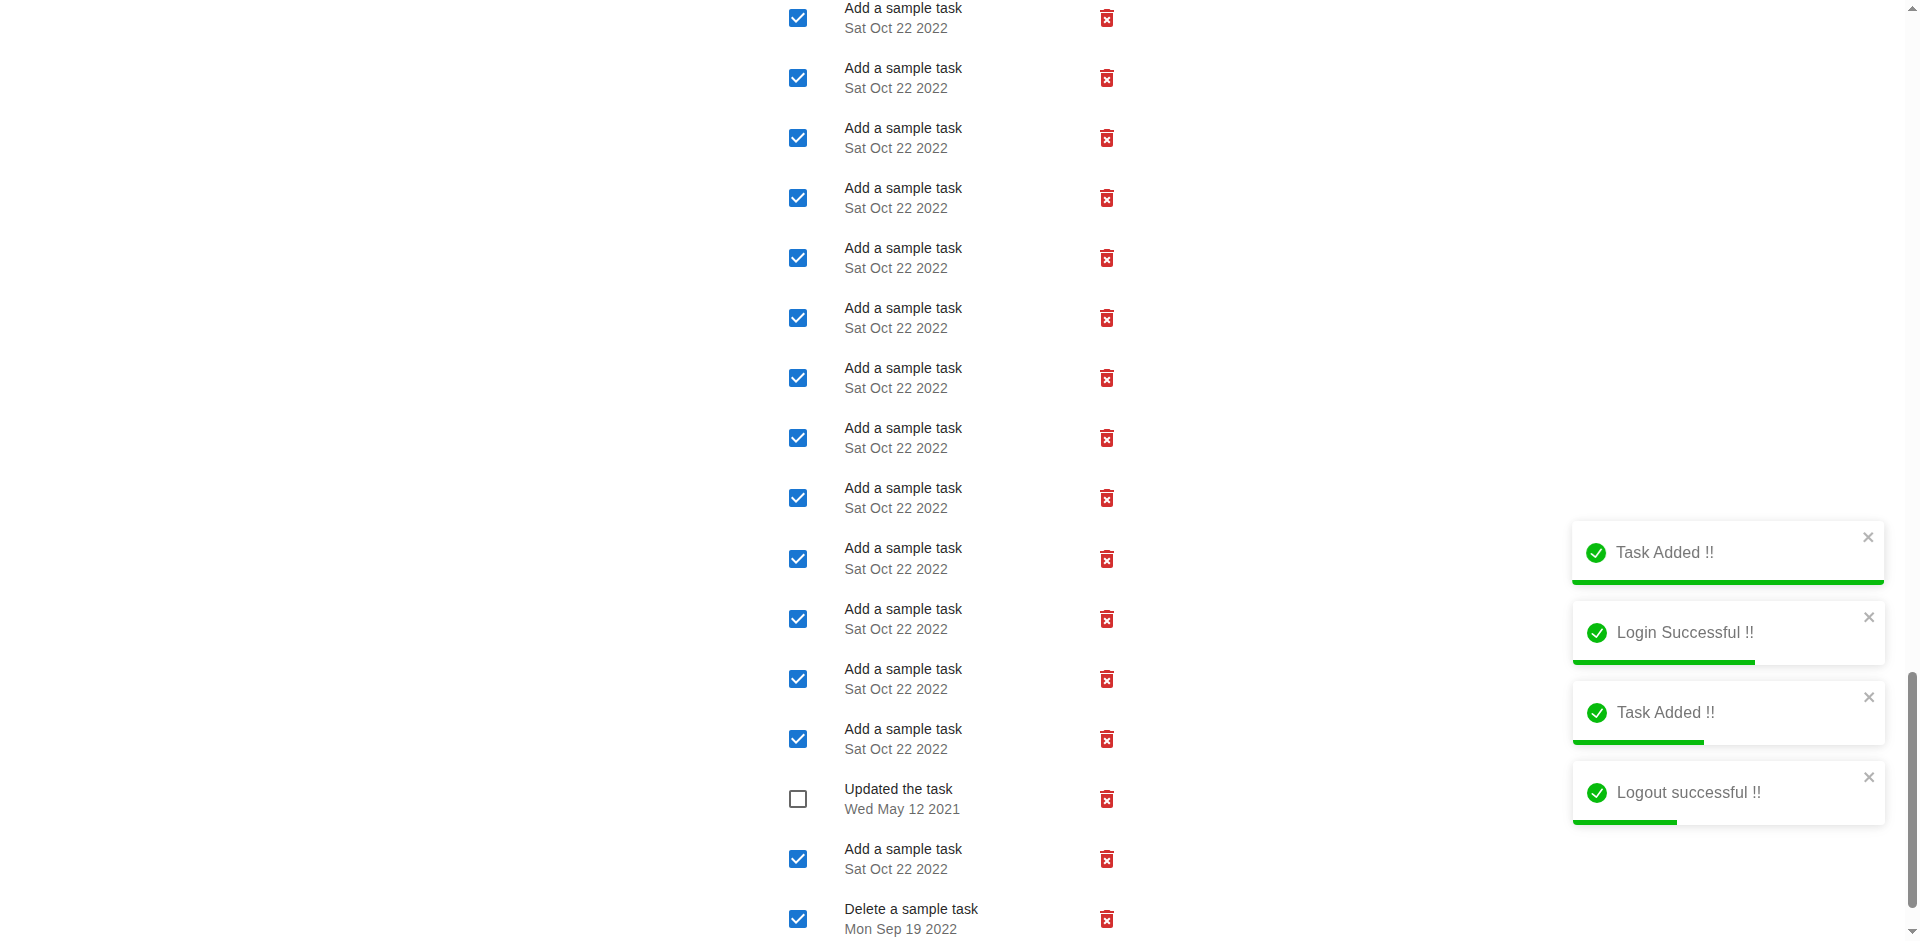 Add a sample task
Sat Oct 22 2022
Add a sample task
Sat Oct 22 2022
Add a sample task
Sat Oct 22 2022
Add a sample task
Sat Oct 22 2022
Add a sample task
Sat Oct 22 2022
Add a sample task
Sat Oct 22 2022
Add a sample task
Sat Oct 22 2022
Add a sample task
Sat Oct 22 2022
Add a sample task
Sat Oct 22 2022
Add a sample task
Sat Oct 22 2022
Add a sample task
Sat Oct 22 2022
Add a sample task
Sat Oct 22 2022
Add a sample task
Sat Oct 22 2022
Updated the task
Wed May 12 2021
Add a sample task
Sat Oct 22 2022
Delete a sample task
Mon Sep 19 2022
Task Added !!
Login Successful !!
Task Added !!
Logout successful !!